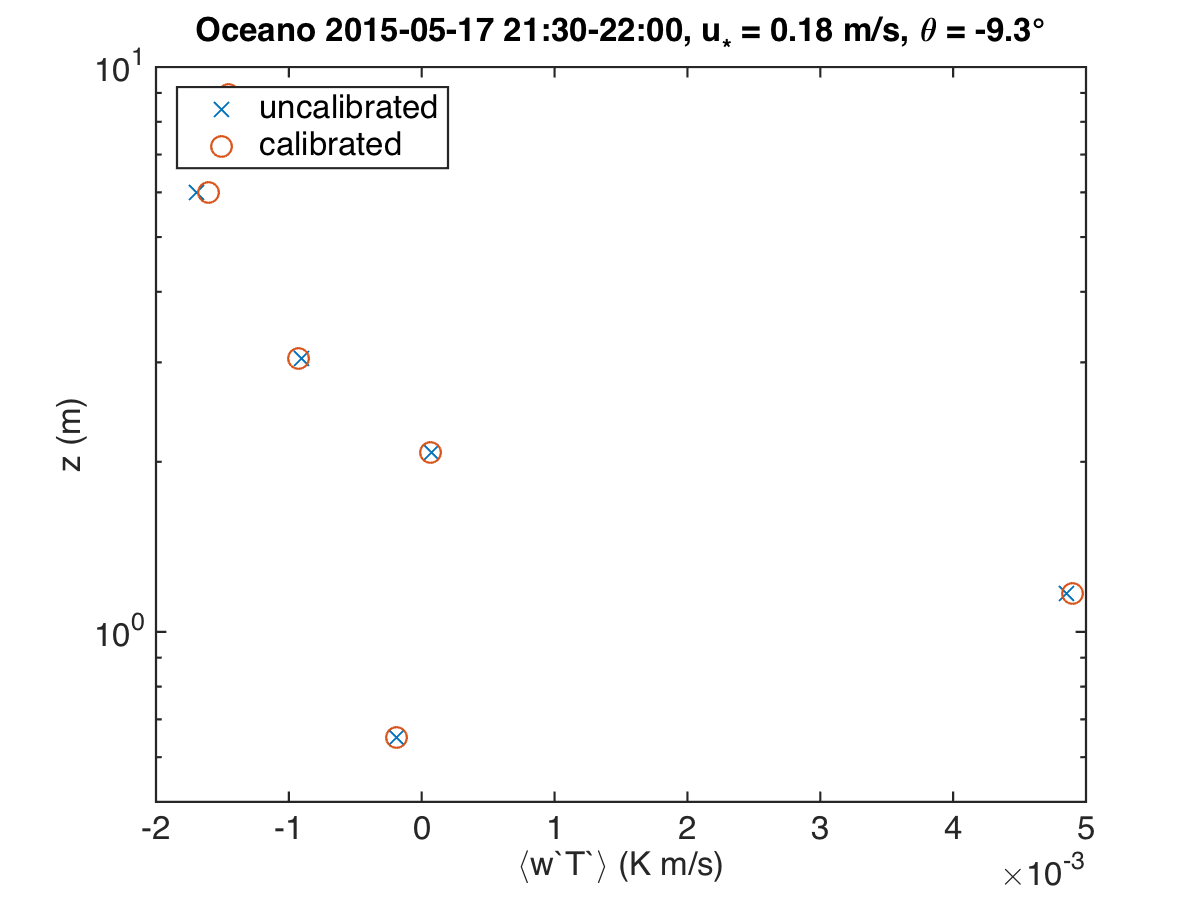 Oceano 2015-05-17 21:30-22:00, u* = 0.18 m/s, θ = -9.3°
10^1
uncalibrated
calibrated
z (m)
10^0
-2 -1 0 1 2 3 4 5
⟨w`T`⟩ (K m/s)
×10^-3